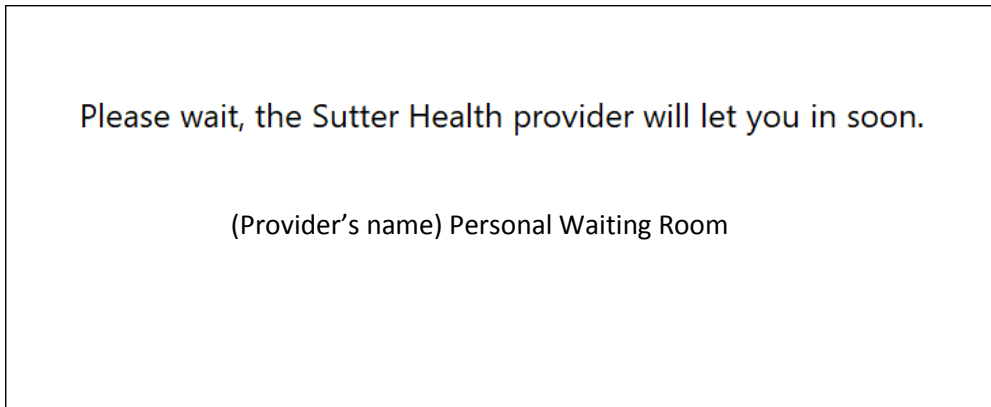 Please wait, the Sutter Health provider will let you in soon.
(Provider’s name) Personal Waiting Room